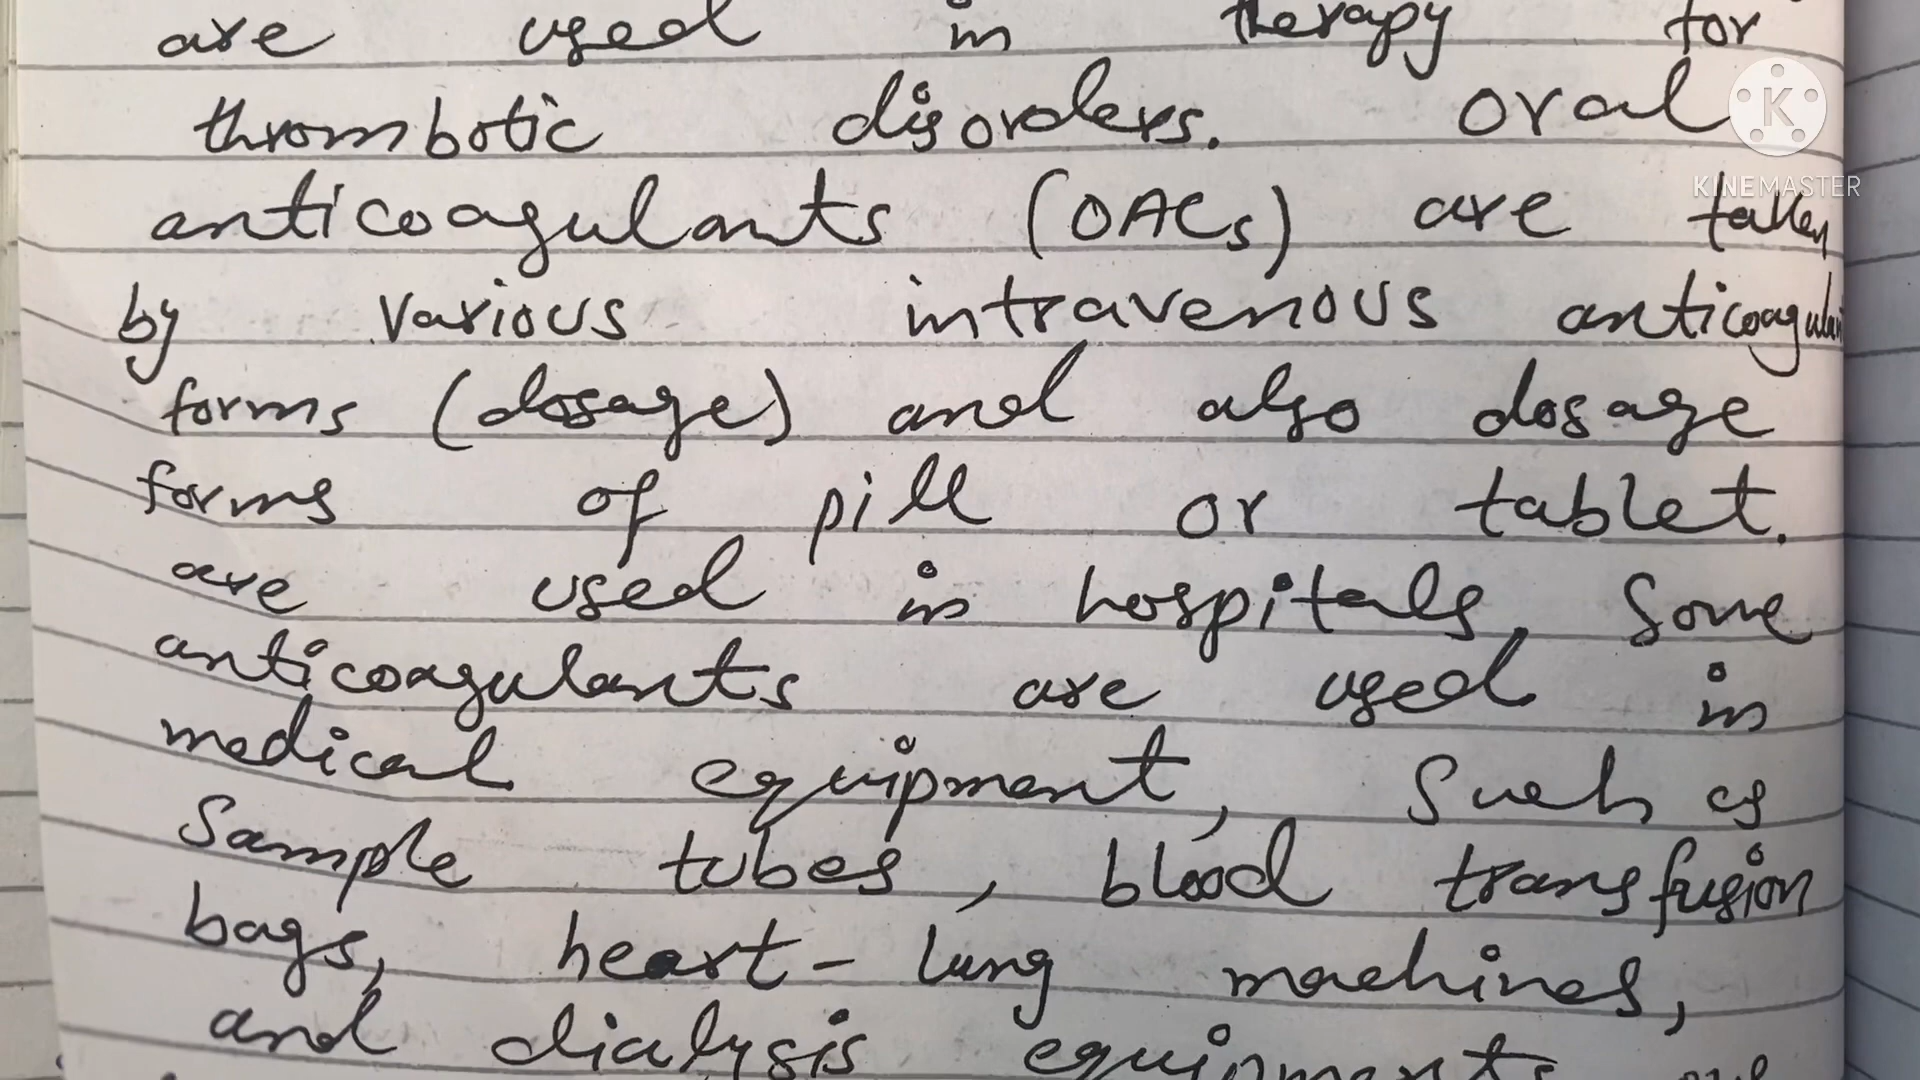 are used in therapy for
thrombotic disorders. oral
anticoagulants (OACs) are taken
by various intravenous anticoagulant
forms (dosage) and also dosage
forms of pill or tablet.
are used in hospitals, Some
anticoagulants are used in
medical equipment, Such as
Sample tubes, blood transfusion
bags, heart-lung machines,
and dialysis equipments
K
KINEMASTER